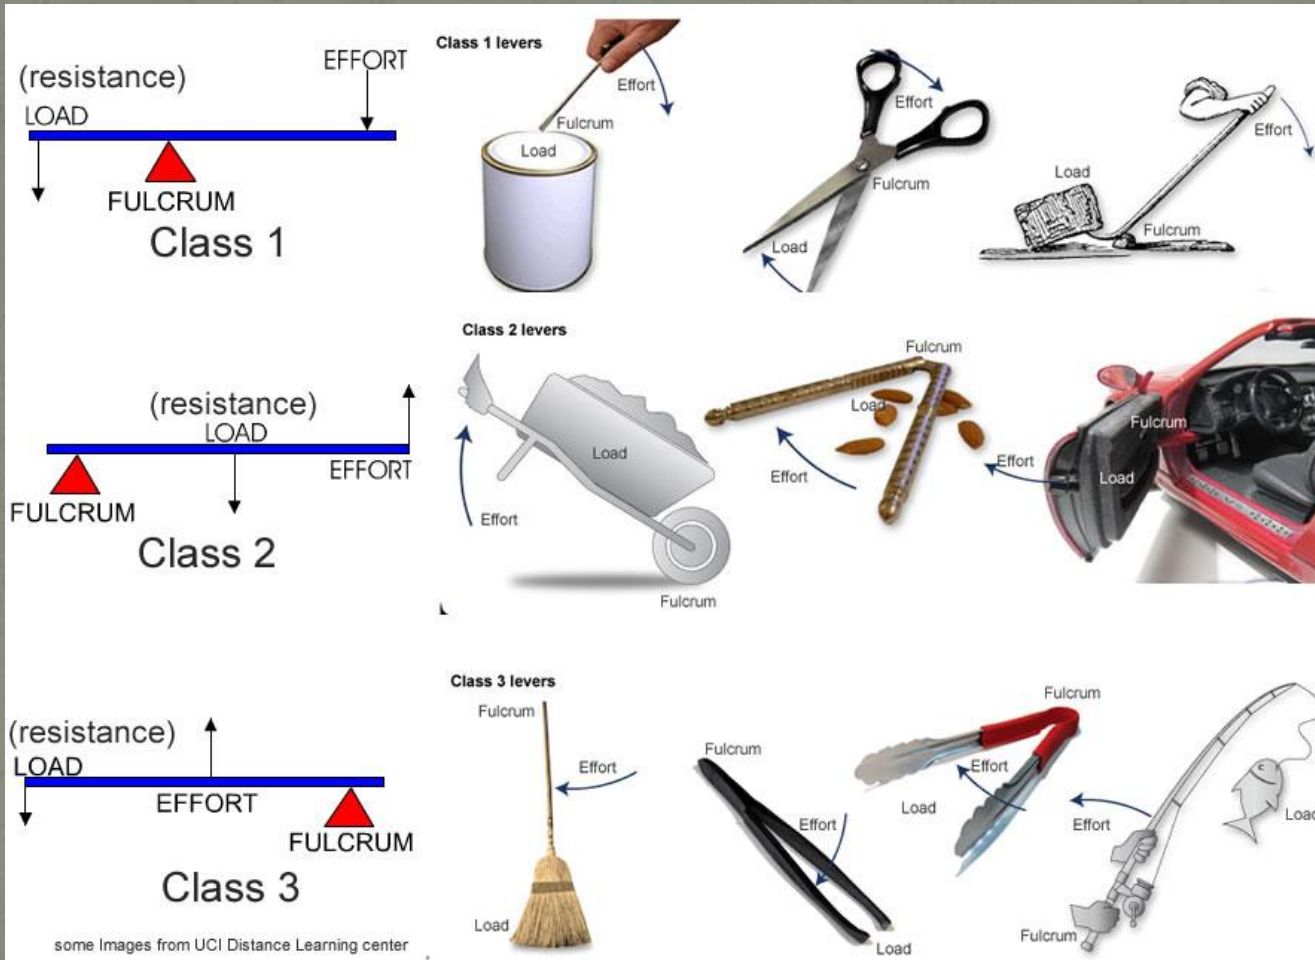 (resistance)
LOAD
EFFORT
FULCRUM
Class 1
Class 1 levers
Effort
Fulcrum
Load
Effort
Fulcrum
Load
Load
Effort
Fulcrum
(resistance)
LOAD
EFFORT
FULCRUM
Class 2
Class 2 levers
Load
Effort
Fulcrum
Fulcrum
Load
Effort
Fulcrum
Effort
Load
(resistance)
LOAD
EFFORT
FULCRUM
Class 3
some Images from UCI Distance Learning center
Class 3 levers
Fulcrum
Effort
Load
Fulcrum
Effort
Load
Fulcrum
Effort
Load
Effort
Load
Fulcrum